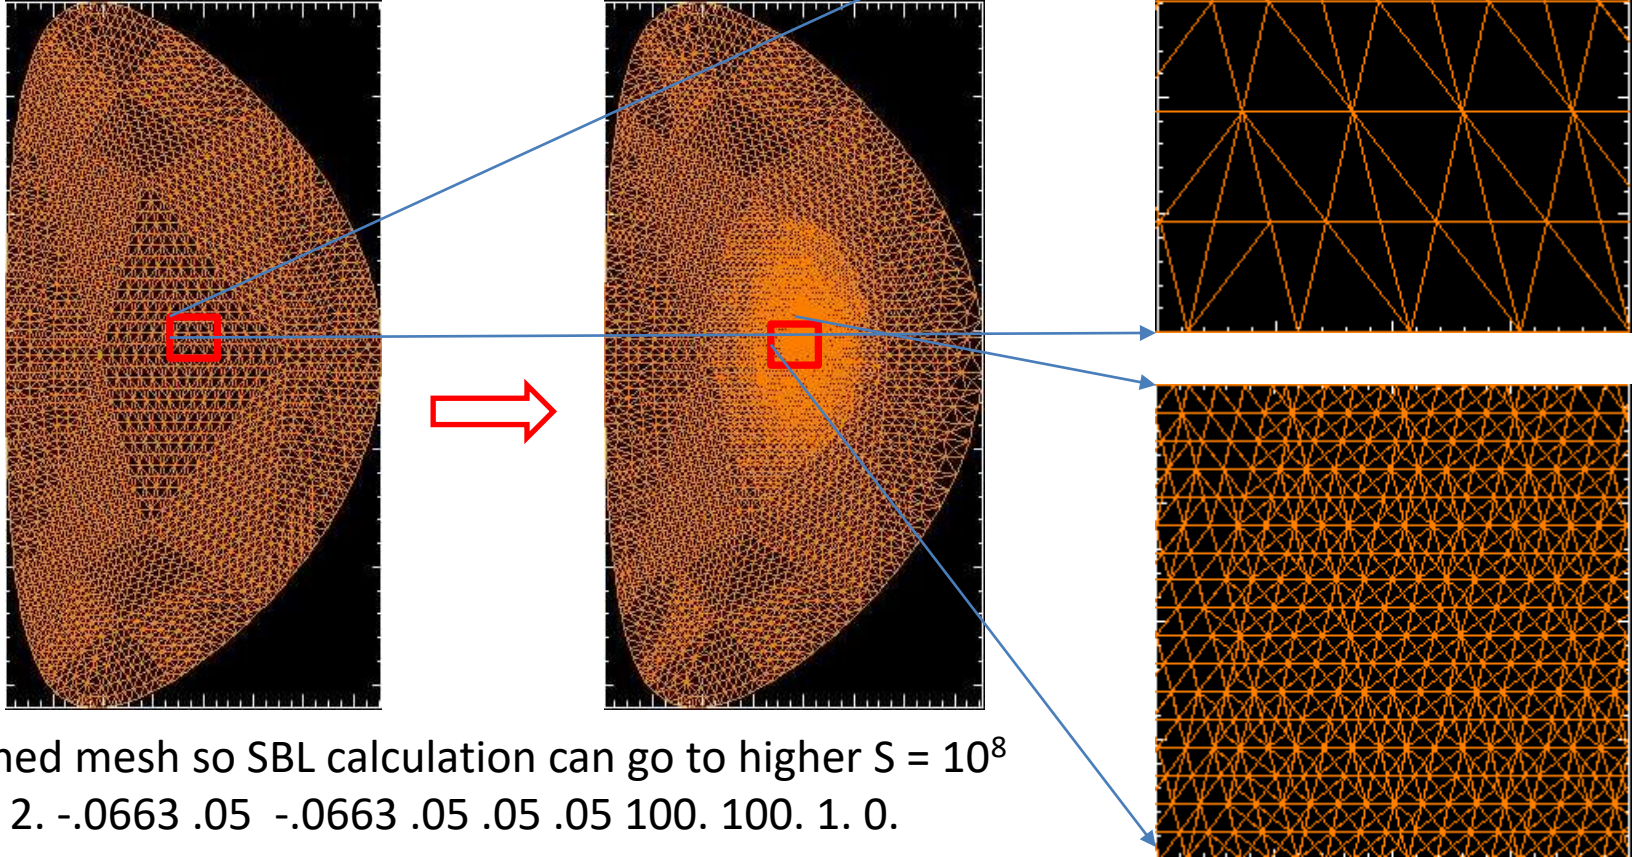 mesh so SBL calculation can go to higher S = 10⁸
2. -.0663 .05 -.0663 .05 .05 .05 100. 100. 1. 0.